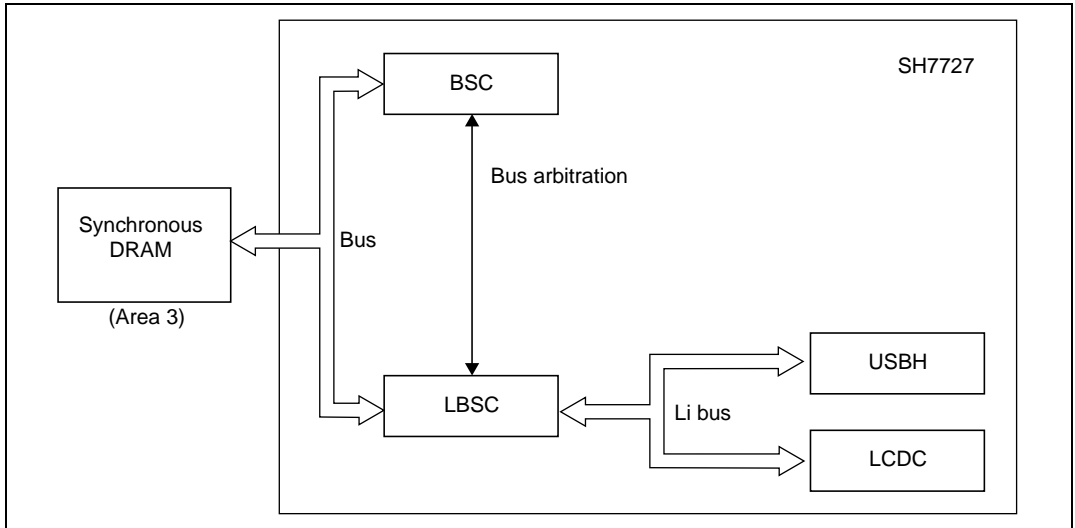 SH7727
BSC
Bus arbitration
Synchronous
DRAM
Bus
(Area 3)
USBH
LBSC
Li bus
LCDC